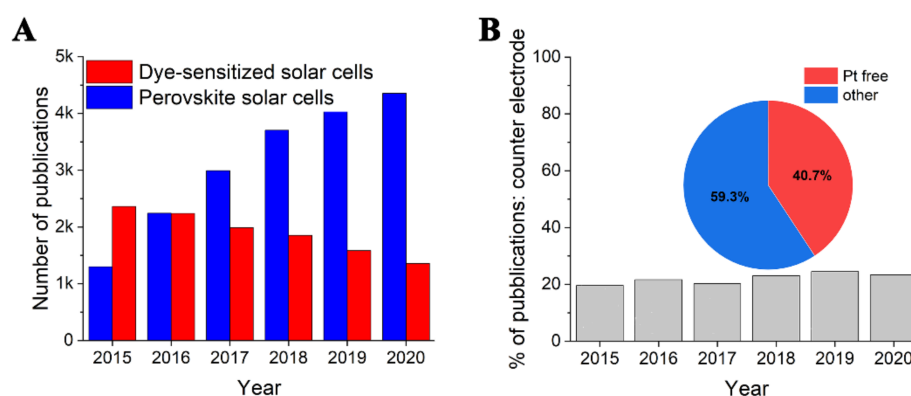 A
Number of pubblications
5k
4k
3k
2k
1k
0
Dye-sensitized solar cells
Perovskite solar cells
2015 2016 2017 2018 2019 2020
Year
B
% of pubblications: counter electrode
100
80
60
40
20
0
Pt free
other
59.3%
40.7%
2015 2016 2017 2018 2019 2020
Year